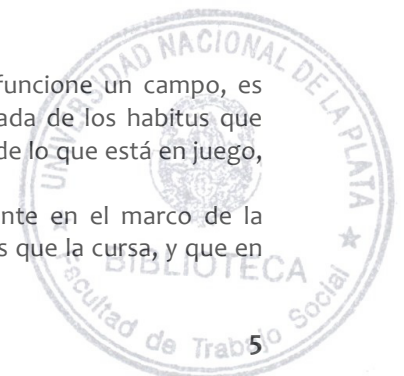 funcione un campo, es
ada de los habitus que
de lo que está en juego,
nte en el marco de la
s que la cursa, y que en
5
UNIVERSIDAD NACIONAL DE LA PLATA
BIBLIOTECA
Facultad de Trabajo Social